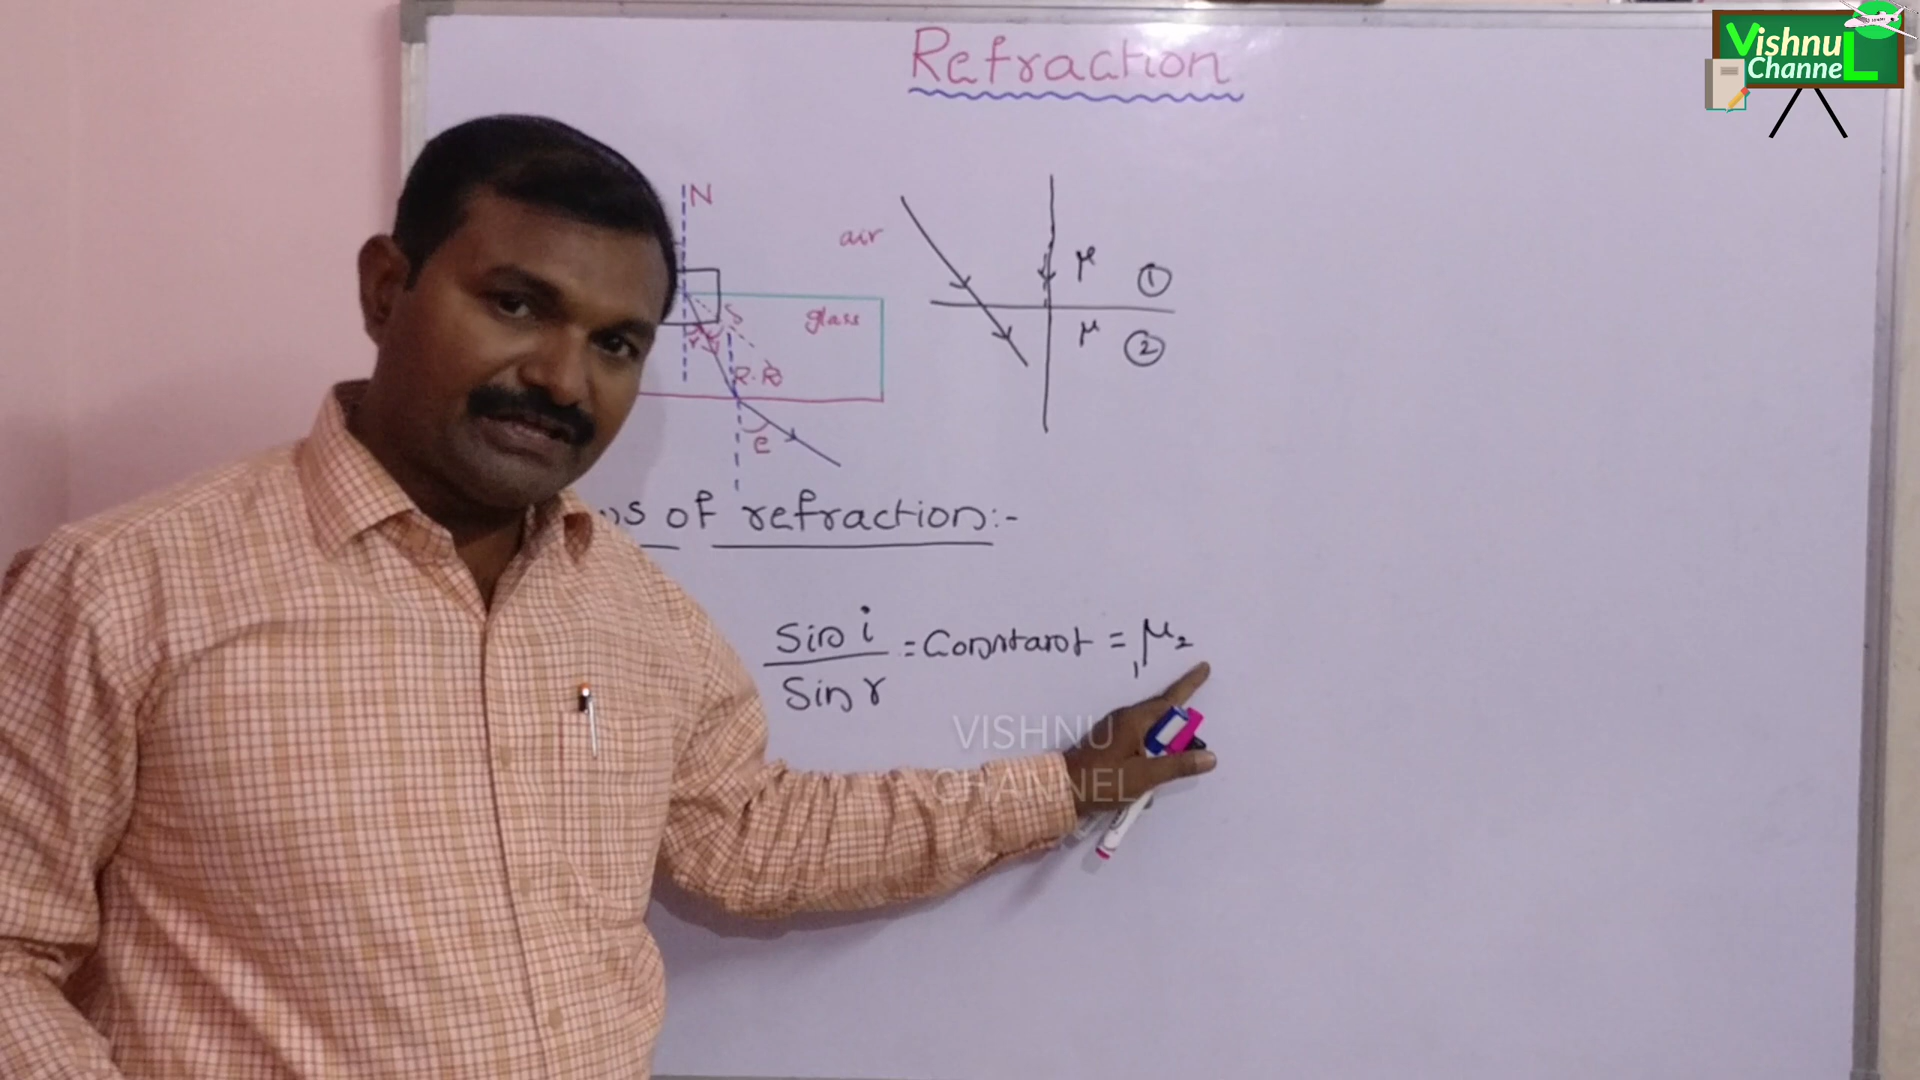 Refraction
Vishnu
Channel
N
air
glass
r
δ
R.R
e
μ
①
μ
②
of refraction:-
Sin i
Sin r
= Constant = ₁μ₂
VISHNU
CHANNEL